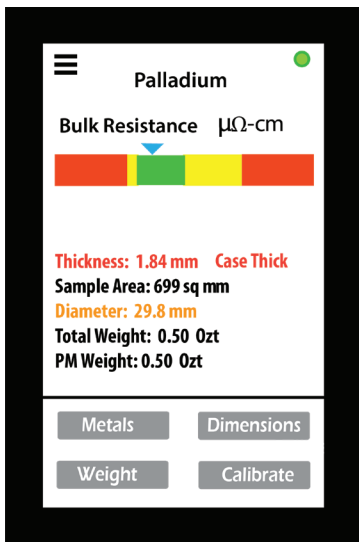 Palladium
Bulk Resistance μΩ-cm
Thickness: 1.84 mm Case Thick
Sample Area: 699 sq mm
Diameter: 29.8 mm
Total Weight: 0.50 Ozt
PM Weight: 0.50 Ozt
Metals Dimensions
Weight Calibrate